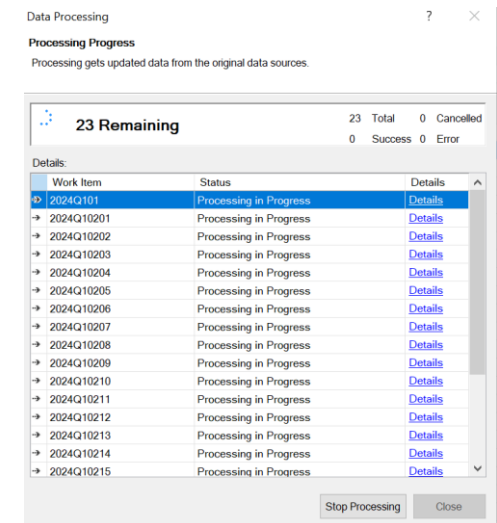 Data Processing ?
Processing Progress
Processing gets updated data from the original data sources.
23 Remaining
23 Total 0 Cancelled
0 Success 0 Error
Details:
Work Item Status Details
2024Q101 Processing in Progress Details
2024Q10201 Processing in Progress Details
2024Q10202 Processing in Progress Details
2024Q10203 Processing in Progress Details
2024Q10204 Processing in Progress Details
2024Q10205 Processing in Progress Details
2024Q10206 Processing in Progress Details
2024Q10207 Processing in Progress Details
2024Q10208 Processing in Progress Details
2024Q10209 Processing in Progress Details
2024Q10210 Processing in Progress Details
2024Q10211 Processing in Progress Details
2024Q10212 Processing in Progress Details
2024Q10213 Processing in Progress Details
2024Q10214 Processing in Progress Details
2024Q10215 Processing in Progress Details
Stop Processing Close